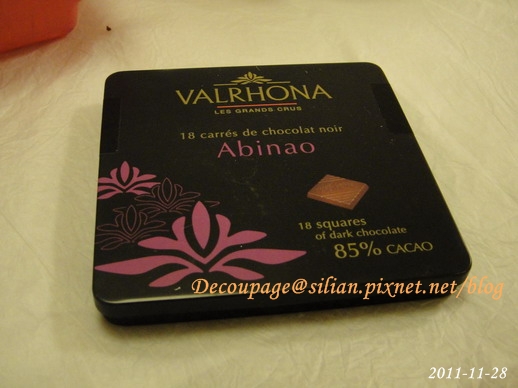 VALRHONA
LES GRANDS CRUS
18 carrés de chocolat noir
Abinao
18 squares
of dark chocolate
85% CACAO
Decoupage@silian.pixnet.net/blog
2011-11-28